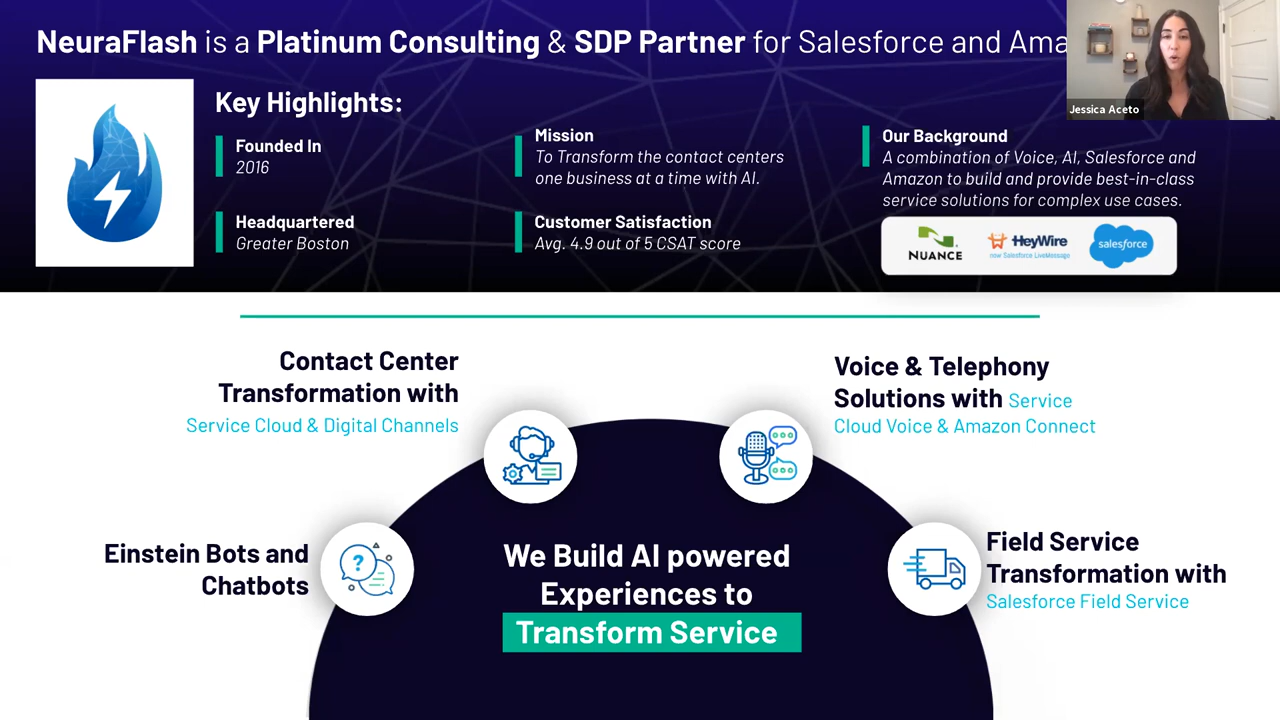 NeuraFlash is a Platinum Consulting & SDP Partner for Salesforce and Ama
Jessica Aceto
Key Highlights:
Founded In
2016
Headquartered
Greater Boston
Mission
To Transform the contact centers
one business at a time with AI.
Customer Satisfaction
Avg. 4.9 out of 5 CSAT score
Our Background
A combination of Voice, AI, Salesforce and
Amazon to build and provide best-in-class
service solutions for complex use cases.
NUANCE
HeyWire
now Salesforce LiveMessage
salesforce
Contact Center
Transformation with
Service Cloud & Digital Channels
Voice & Telephony
Solutions with Service
Cloud Voice & Amazon Connect
Einstein Bots and
Chatbots
?
We Build AI powered
Experiences to
Transform Service
Field Service
Transformation with
Salesforce Field Service